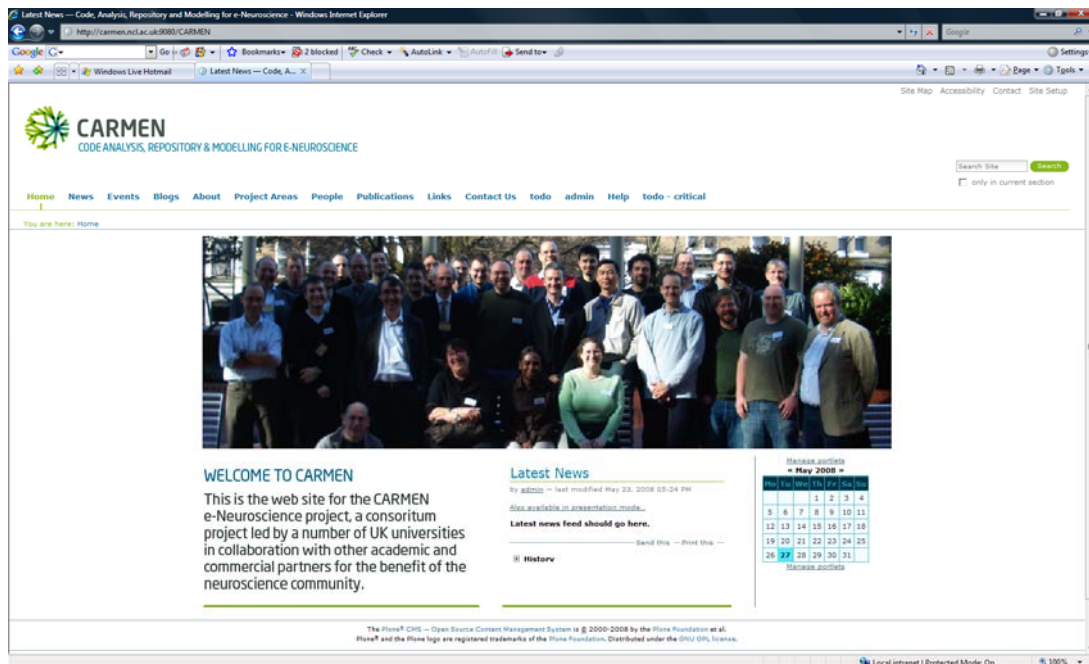 Latest News — Code, Analysis, Repository and Modelling for e-Neuroscience - Windows Internet Explorer
http://carmen.ncl.ac.uk:9080/CARMEN
Google
Google
Go
Bookmarks
2 blocked
Check
AutoLink
AutoFill
Send to
Settings
Windows Live Hotmail
Latest News — Code, A...
Page
Tools
Site Map Accessibility Contact Site Setup
CARMEN
CODE ANALYSIS, REPOSITORY & MODELLING FOR E-NEUROSCIENCE
Search Site
Search
only in current section
Home News Events Blogs About Project Areas People Publications Links Contact Us todo admin Help todo - critical
You are here: Home
WELCOME TO CARMEN
This is the web site for the CARMEN
e-Neuroscience project, a consoritum
project led by a number of UK universities
in collaboration with other academic and
commercial partners for the benefit of the
neuroscience community.
Latest News
by admin — last modified May 23, 2008 05:24 PM
Also available in presentation mode...
Latest news feed should go here.
Send this — Print this —
History
Manage portlets
« May 2008 »
Mo Tu We Th Fr Sa Su
1 2 3 4
5 6 7 8 9 10 11
12 13 14 15 16 17 18
19 20 21 22 23 24 25
26 27 28 29 30 31
Manage portlets
The Plone® CMS — Open Source Content Management System is © 2000-2008 by the Plone Foundation et al.
Plone® and the Plone logo are registered trademarks of the Plone Foundation. Distributed under the GNU GPL license.
Local intranet | Protected Mode: On
100%